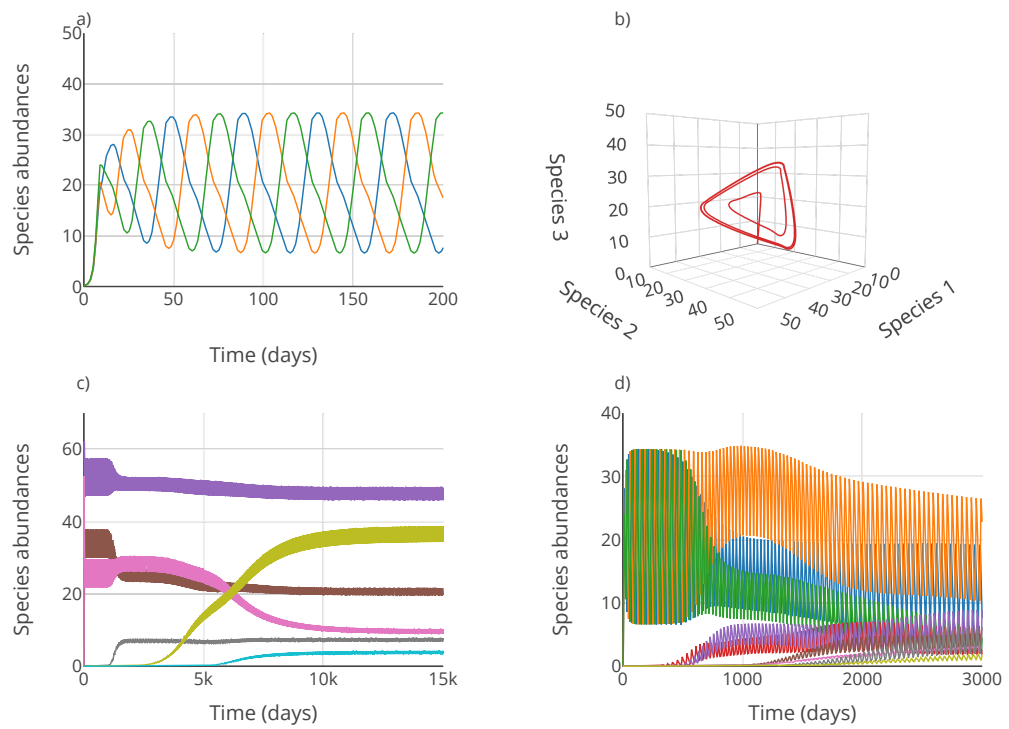 a)
50
40
30
20
10
0
0 50 100 150 200
Species abundances
Time (days)
b)
50
40
30
20
10
Species 3
0 10 20 30 40 50
Species 2
50 40 30 20 10 0
Species 1
c)
60
40
20
0
0 5k 10k 15k
Species abundances
Time (days)
d)
40
30
20
10
0
0 1000 2000 3000
Species abundances
Time (days)